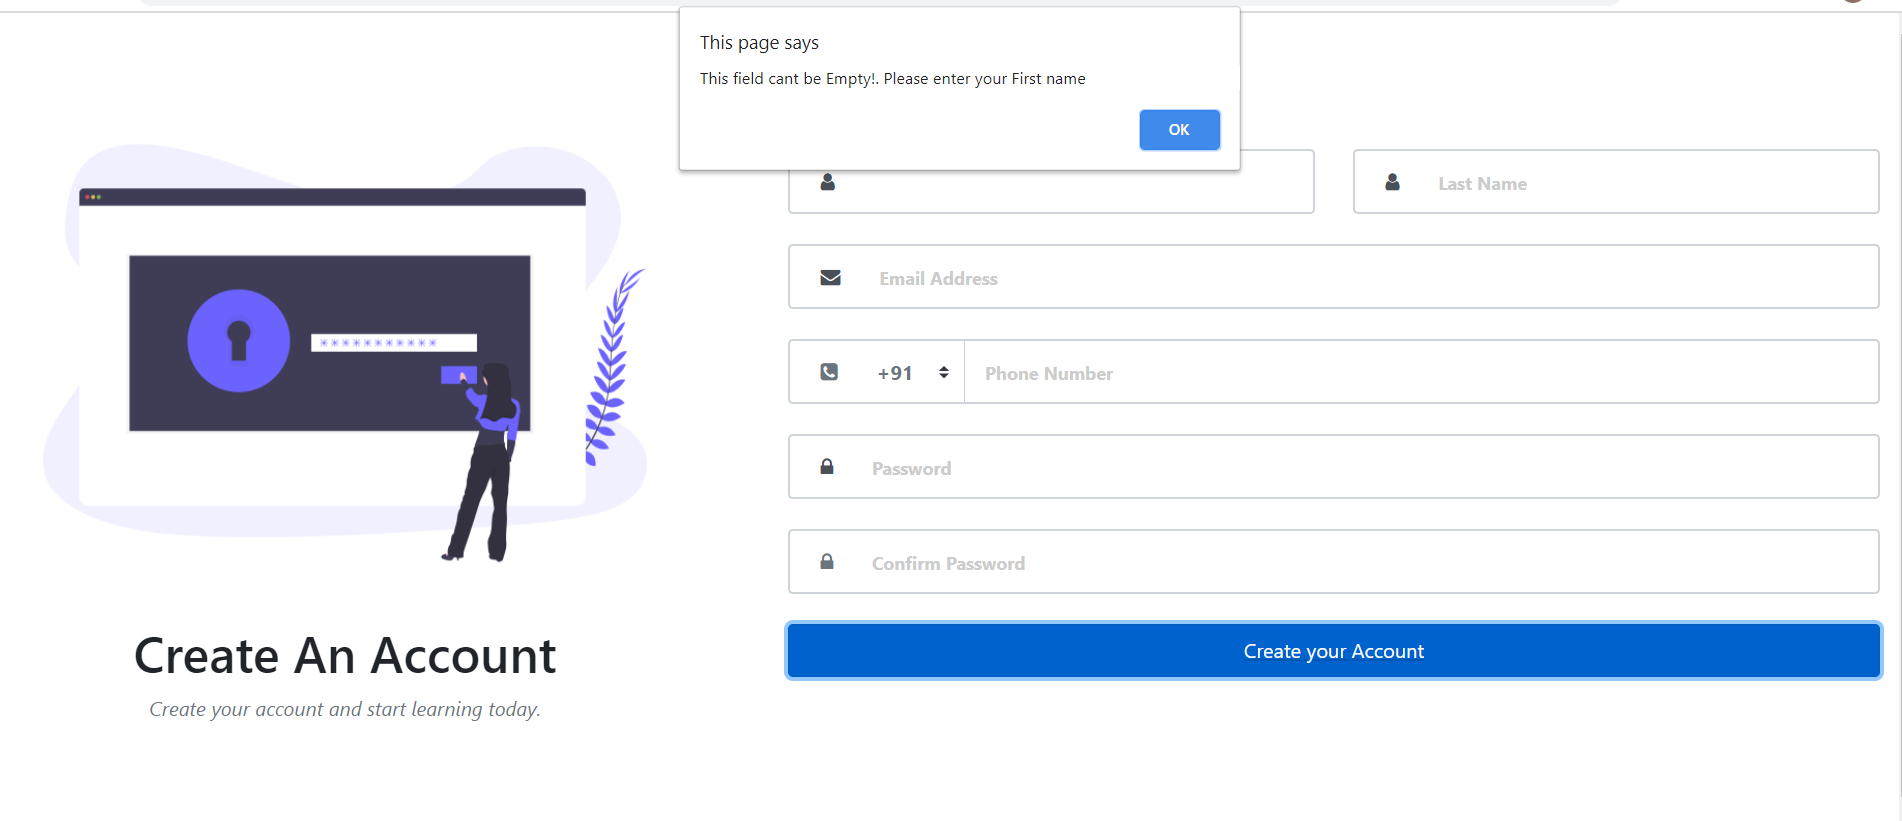 This page says
This field cant be Empty!. Please enter your First name
OK
Last Name
Email Address
+91
Phone Number
***********
Password
Confirm Password
Create your Account
Create An Account
Create your account and start learning today.